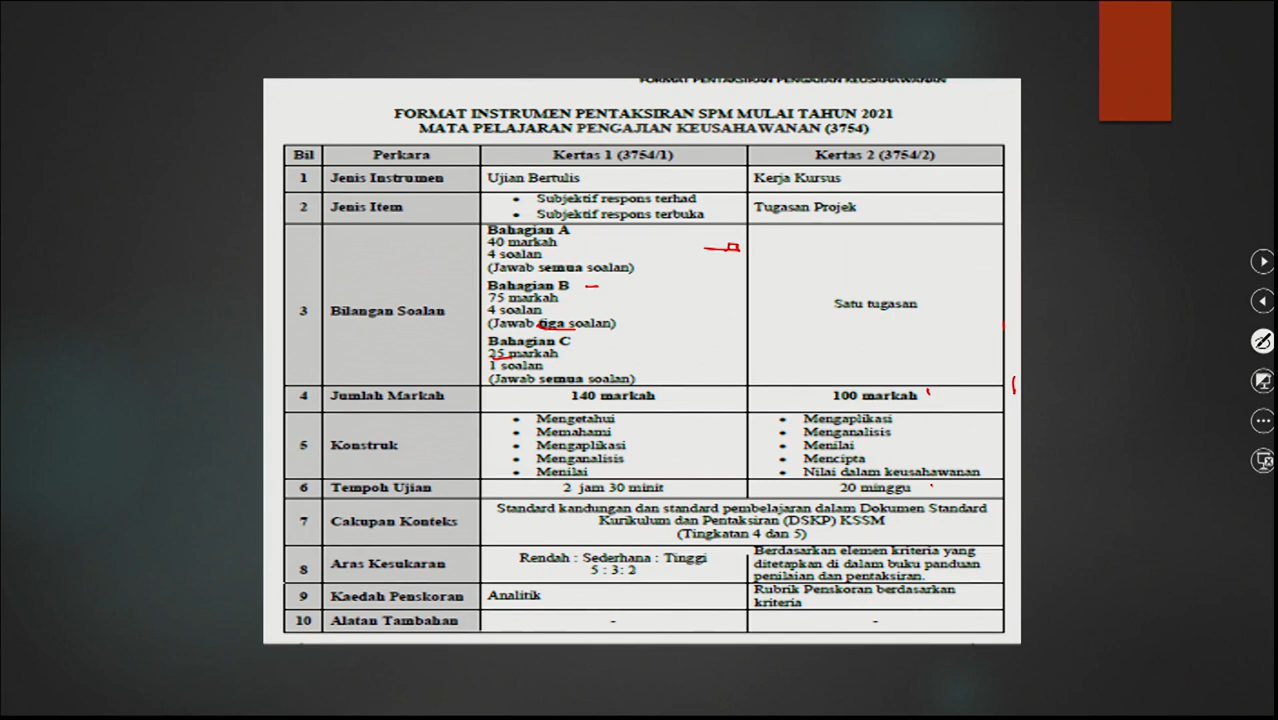 FORMAT PENTAKSIRAN PENGAJIAN KEUSAHAWANAN
FORMAT INSTRUMEN PENTAKSIRAN SPM MULAI TAHUN 2021
MATA PELAJARAN PENGAJIAN KEUSAHAWANAN (3754)
Bil Perkara Kertas 1 (3754/1) Kertas 2 (3754/2)
1 Jenis Instrumen Ujian Bertulis Kerja Kursus
2 Jenis Item
• Subjektif respons terhad
• Subjektif respons terbuka
Tugasan Projek
3 Bilangan Soalan
Bahagian A
40 markah
4 soalan
(Jawab semua soalan)
Bahagian B
75 markah
4 soalan
(Jawab tiga soalan)
Bahagian C
25 markah
1 soalan
(Jawab semua soalan)
Satu tugasan
4 Jumlah Markah 140 markah 100 markah
5 Konstruk
• Mengetahui
• Memahami
• Mengaplikasi
• Menganalisis
• Menilai
• Mengaplikasi
• Menganalisis
• Menilai
• Mencipta
• Nilai dalam keusahawanan
6 Tempoh Ujian 2 jam 30 minit 20 minggu
7 Cakupan Konteks
Standard kandungan dan standard pembelajaran dalam Dokumen Standard
Kurikulum dan Pentaksiran (DSKP) KSSM
(Tingkatan 4 dan 5)
8 Aras Kesukaran
Rendah : Sederhana : Tinggi
5 : 3: 2
Berdasarkan elemen kriteria yang
ditetapkan di dalam buku panduan
penilaian dan pentaksiran.
9 Kaedah Penskoran Analitik
Rubrik Penskoran berdasarkan
kriteria
10 Alatan Tambahan - -